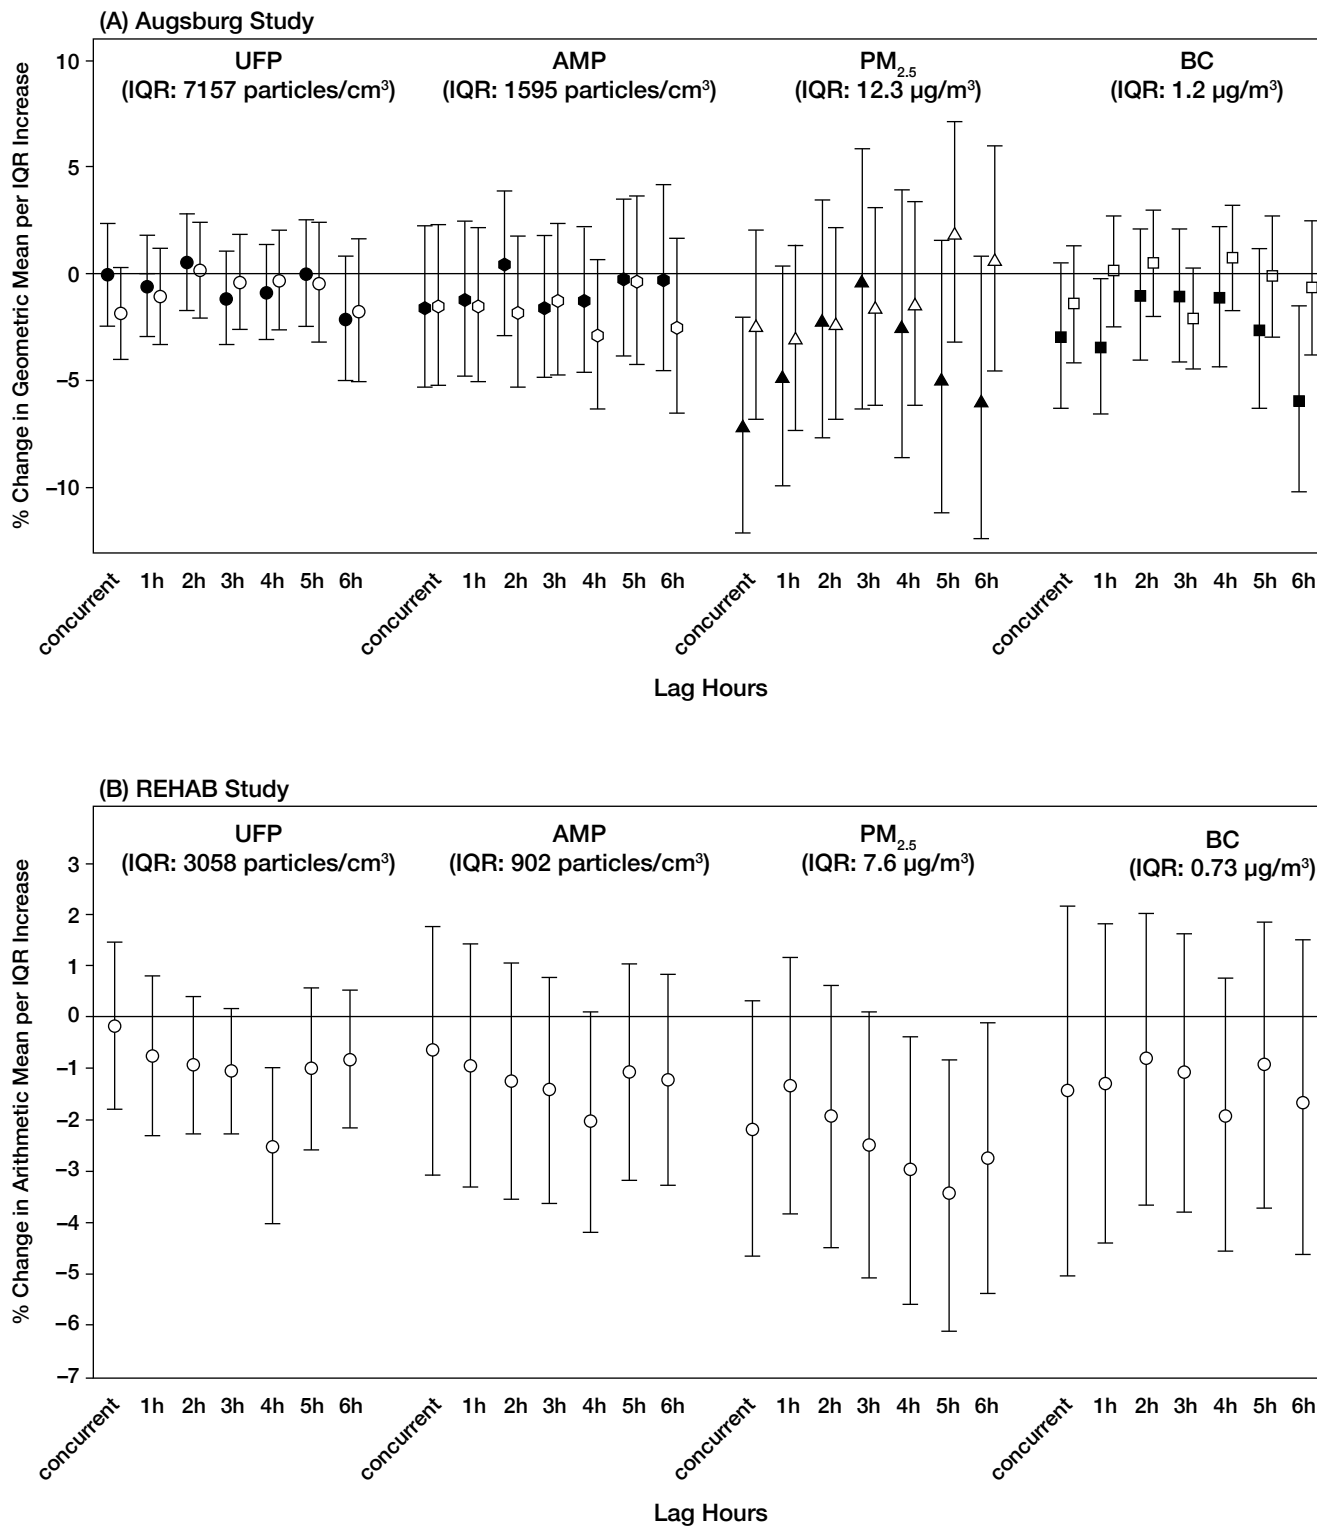 (A) Augsburg Study
UFP
(IQR: 7157 particles/cm³)
AMP
(IQR: 1595 particles/cm³)
PM₂.₅
(IQR: 12.3 µg/m³)
BC
(IQR: 1.2 µg/m³)
% Change in Geometric Mean per IQR Increase
10
5
0
−5
−10
concurrent 1h 2h 3h 4h 5h 6h
concurrent 1h 2h 3h 4h 5h 6h
concurrent 1h 2h 3h 4h 5h 6h
concurrent 1h 2h 3h 4h 5h 6h
Lag Hours
(B) REHAB Study
UFP
(IQR: 3058 particles/cm³)
AMP
(IQR: 902 particles/cm³)
PM₂.₅
(IQR: 7.6 µg/m³)
BC
(IQR: 0.73 µg/m³)
% Change in Arithmetic Mean per IQR Increase
3
2
1
0
−1
−2
−3
−4
−5
−6
−7
concurrent 1h 2h 3h 4h 5h 6h
concurrent 1h 2h 3h 4h 5h 6h
concurrent 1h 2h 3h 4h 5h 6h
concurrent 1h 2h 3h 4h 5h 6h
Lag Hours